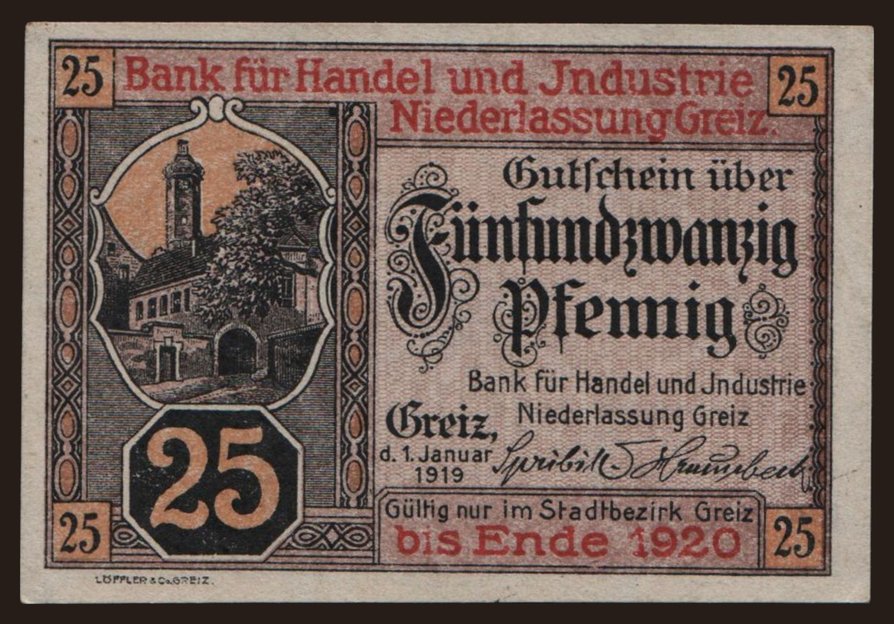 25
Bank für Handel und Jndustrie
25
Niederlassung Greiz.
Gutschein über
Fünfundzwanzig
Pfennig
Bank für Handel und Jndustrie
Niederlassung Greiz
Greiz,
d. 1. Januar
1919
25
Gültig nur im Stadtbezirk Greiz
bis Ende 1920
25
25
LÖFFLER & Co. GREIZ.